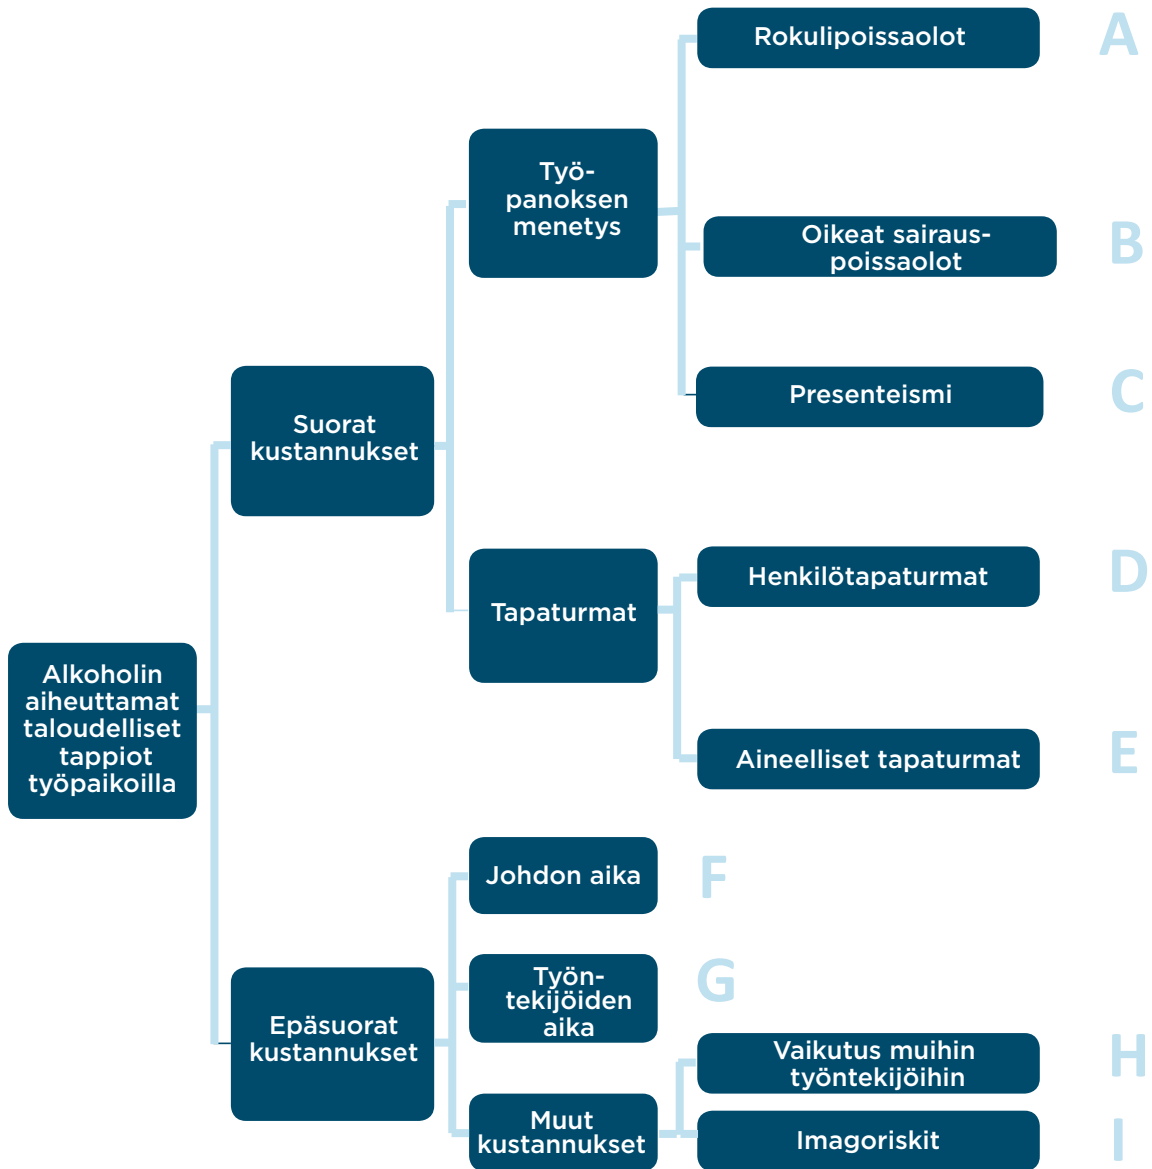 Rokulipoissaolot
A
Työ-
panoksen
menetys
Oikeat sairaus-
poissaolot
B
Presenteismi
C
Suorat
kustannukset
Henkilötapaturmat
D
Tapaturmat
Aineelliset tapaturmat
E
Alkoholin
aiheuttamat
taloudelliset
tappiot
työpaikoilla
Johdon aika
F
Työn-
tekijöiden
aika
G
Epäsuorat
kustannukset
Vaikutus muihin
työntekijöihin
H
Muut
kustannukset
Imagoriskit
I